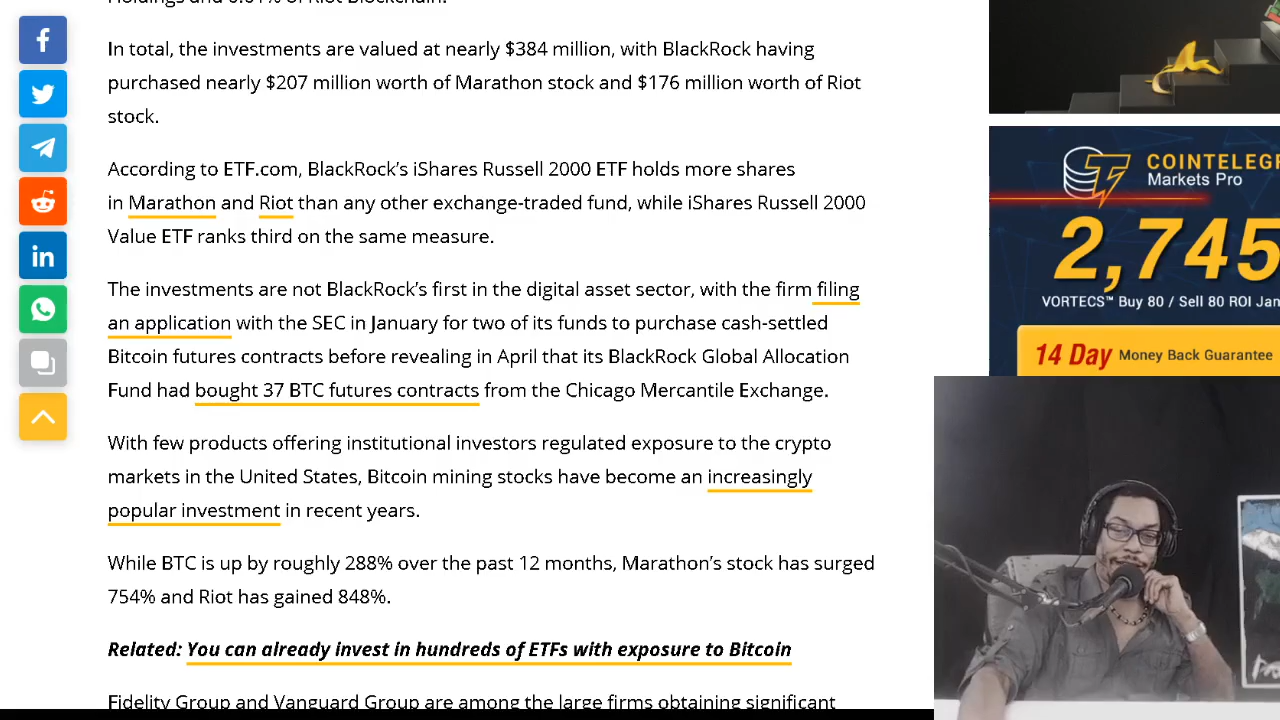 Holdings and 6.61% of Riot Blockchain.
In total, the investments are valued at nearly $384 million, with BlackRock having
purchased nearly $207 million worth of Marathon stock and $176 million worth of Riot
stock.
According to ETF.com, BlackRock’s iShares Russell 2000 ETF holds more shares
in Marathon and Riot than any other exchange-traded fund, while iShares Russell 2000
Value ETF ranks third on the same measure.
The investments are not BlackRock’s first in the digital asset sector, with the firm filing
an application with the SEC in January for two of its funds to purchase cash-settled
Bitcoin futures contracts before revealing in April that its BlackRock Global Allocation
Fund had bought 37 BTC futures contracts from the Chicago Mercantile Exchange.
With few products offering institutional investors regulated exposure to the crypto
markets in the United States, Bitcoin mining stocks have become an increasingly
popular investment in recent years.
While BTC is up by roughly 288% over the past 12 months, Marathon’s stock has surged
754% and Riot has gained 848%.
Related: You can already invest in hundreds of ETFs with exposure to Bitcoin
Fidelity Group and Vanguard Group are among the large firms obtaining significant
COINTELEGR
Markets Pro
2,745
VORTECS™ Buy 80 / Sell 80 ROI Jan
14 Day Money Back Guarantee